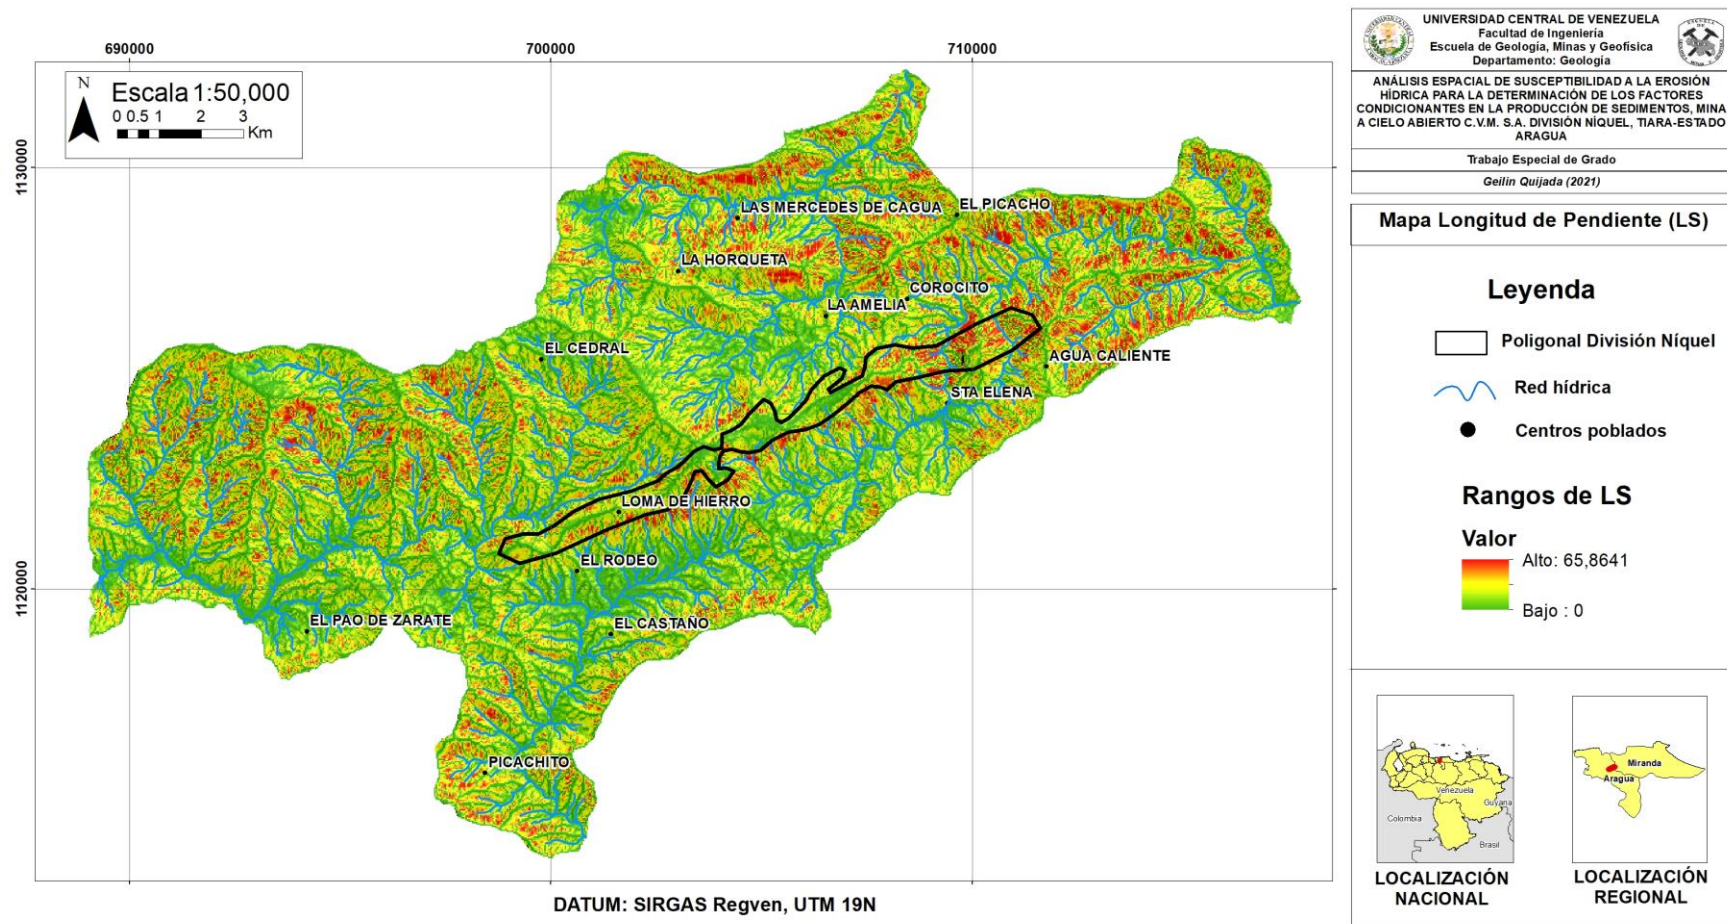 690000
700000
710000
1130000
1120000
N
Escala 1:50,000
0 0.5 1 2 3
Km
LAS MERCEDES DE CAGUA
EL PICACHO
LA HORQUETA
COROCITO
LA AMELIA
EL CEDRAL
AGUA CALIENTE
STA ELENA
LOMA DE HIERRO
EL RODEO
EL PAO DE ZARATE
EL CASTAÑO
PICACHITO
DATUM: SIRGAS Regven, UTM 19N
UNIVERSIDAD CENTRAL DE VENEZUELA
Facultad de Ingeniería
Escuela de Geología, Minas y Geofísica
Departamento: Geología
ANÁLISIS ESPACIAL DE SUSCEPTIBILIDAD A LA EROSIÓN
HÍDRICA PARA LA DETERMINACIÓN DE LOS FACTORES
CONDICIONANTES EN LA PRODUCCIÓN DE SEDIMENTOS, MINA
A CIELO ABIERTO C.V.M. S.A. DIVISIÓN NÍQUEL, TIARA-ESTADO
ARAGUA
Trabajo Especial de Grado
Geilin Quijada (2021)
Mapa Longitud de Pendiente (LS)
Leyenda
Poligonal División Níquel
Red hídrica
Centros poblados
Rangos de LS
Valor
Alto: 65,8641
Bajo : 0
Venezuela
Guyana
Colombia
Brasil
LOCALIZACIÓN
NACIONAL
Miranda
Aragua
LOCALIZACIÓN
REGIONAL